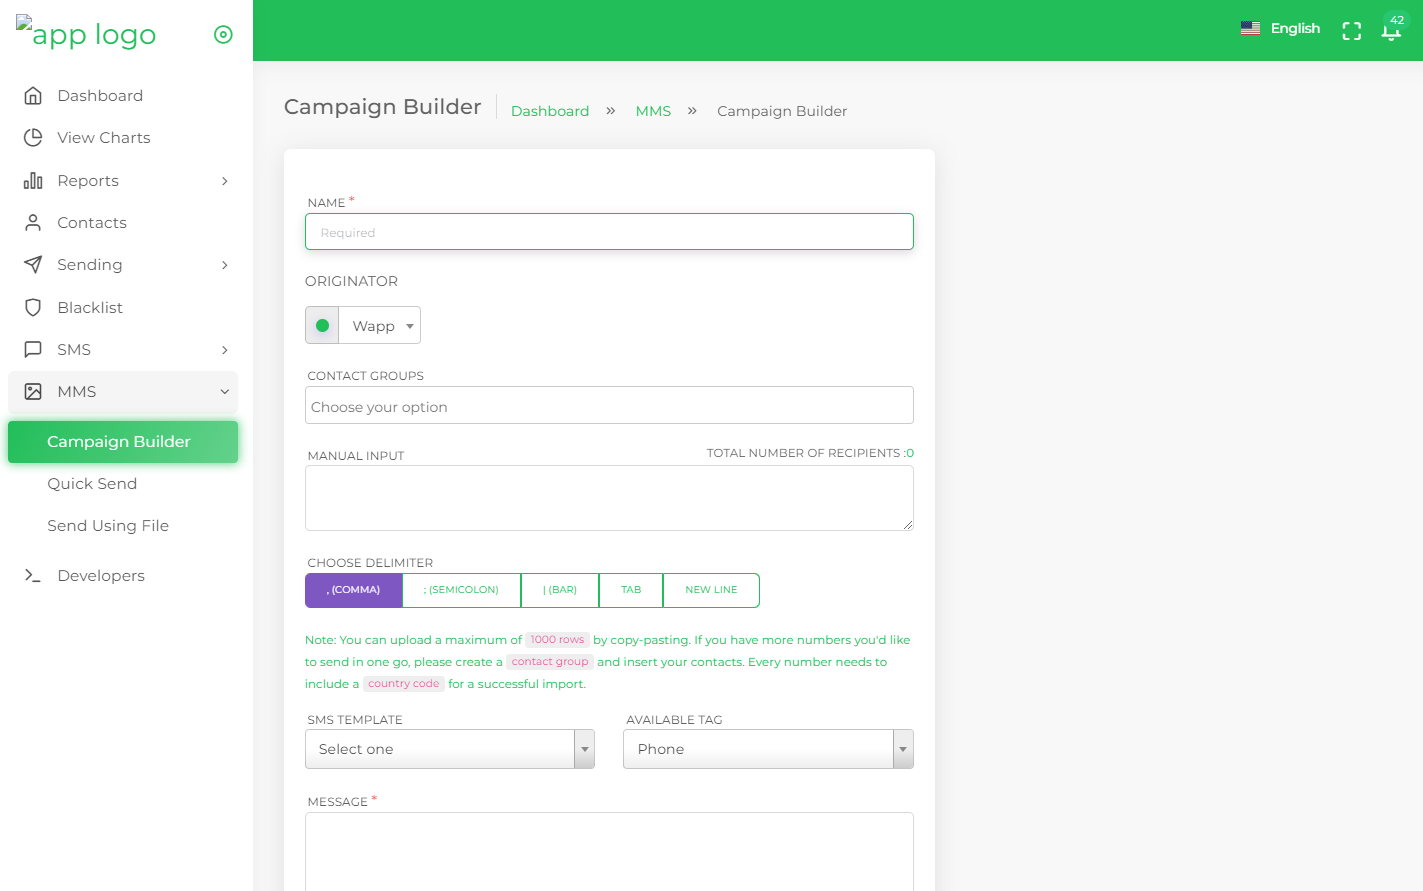 app logo
Dashboard
View Charts
Reports
Contacts
Sending
Blacklist
SMS
MMS
Campaign Builder
Quick Send
Send Using File
Developers
English
42
Campaign Builder
Dashboard » MMS » Campaign Builder
NAME *
Required
ORIGINATOR
Wapp
CONTACT GROUPS
Choose your option
MANUAL INPUT
TOTAL NUMBER OF RECIPIENTS :0
CHOOSE DELIMITER
, (COMMA)
; (SEMICOLON)
| (BAR)
TAB
NEW LINE
Note: You can upload a maximum of 1000 rows by copy-pasting. If you have more numbers you'd like
to send in one go, please create a contact group and insert your contacts. Every number needs to
include a country code for a successful import.
SMS TEMPLATE
Select one
AVAILABLE TAG
Phone
MESSAGE *